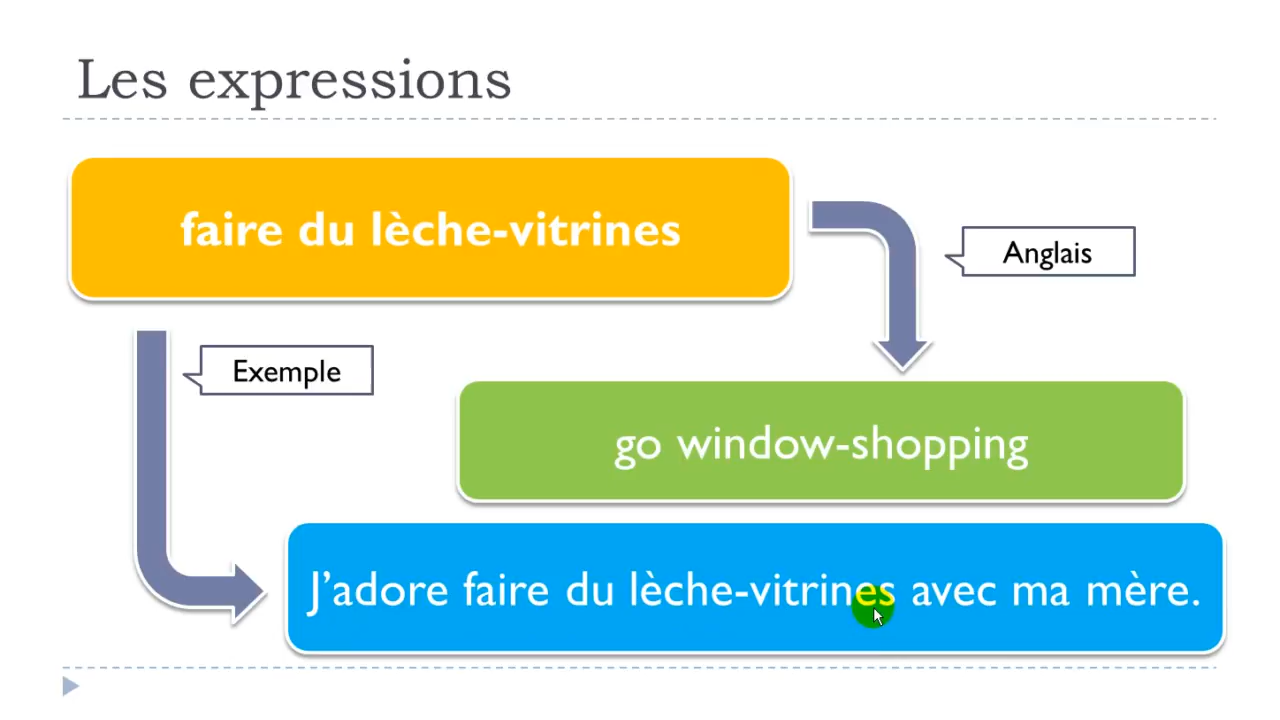 Les expressions
faire du lèche-vitrines
Anglais
Exemple
go window-shopping
J’adore faire du lèche-vitrines avec ma mère.